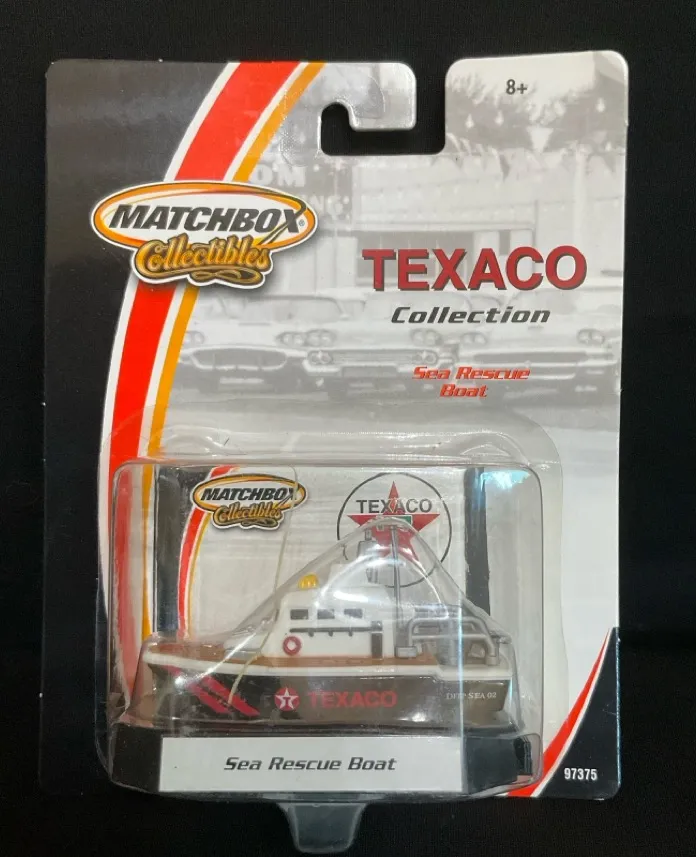 8+
MATCHBOX®
Collectibles
TEXACO
Collection
Sea Rescue
Boat
MATCHBOX
Collectibles
TEXACO
T
TEXACO
DEEP SEA 02
Sea Rescue Boat
97375